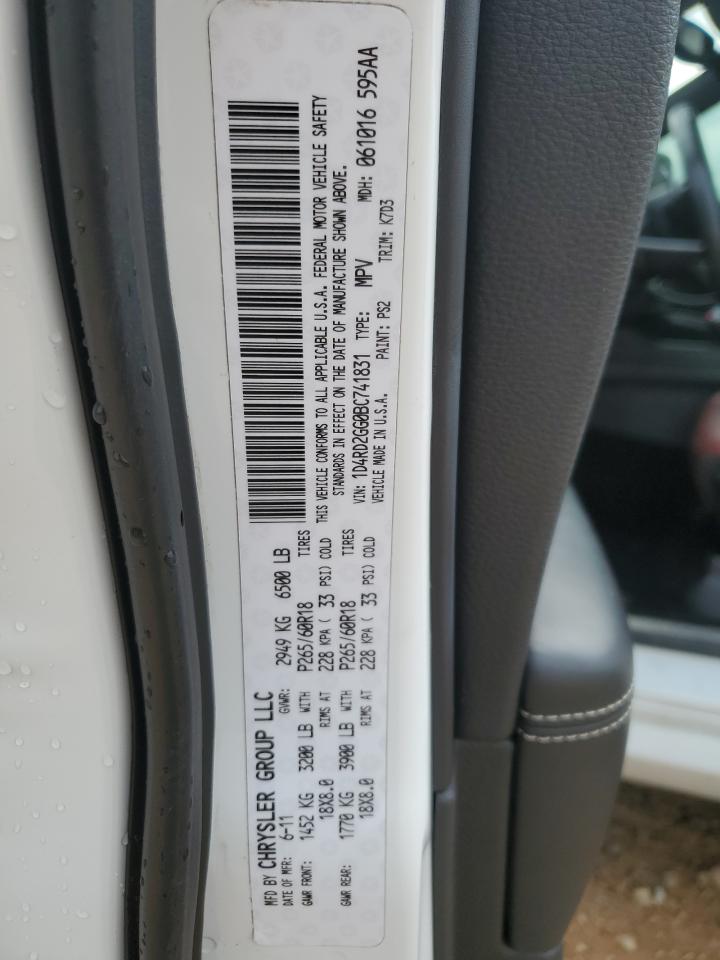 MFD BY CHRYSLER GROUP LLC
DATE OF MFR: 6-11 GVWR: 2949 KG 6500 LB
GAWR FRONT: 1452 KG 3200 LB WITH P265/60R18 TIRES
18X8.0 RIMS AT 228 KPA ( 33 PSI) COLD
GAWR REAR: 1770 KG 3900 LB WITH P265/60R18 TIRES
18X8.0 RIMS AT 228 KPA ( 33 PSI) COLD
THIS VEHICLE CONFORMS TO ALL APPLICABLE U.S.A. FEDERAL MOTOR VEHICLE SAFETY
STANDARDS IN EFFECT ON THE DATE OF MANUFACTURE SHOWN ABOVE.
VIN: 1D4RD2GG0BC741831 TYPE: MPV MDH: 061016 595AA
VEHICLE MADE IN U.S.A. PAINT: PS2 TRIM: K7D3